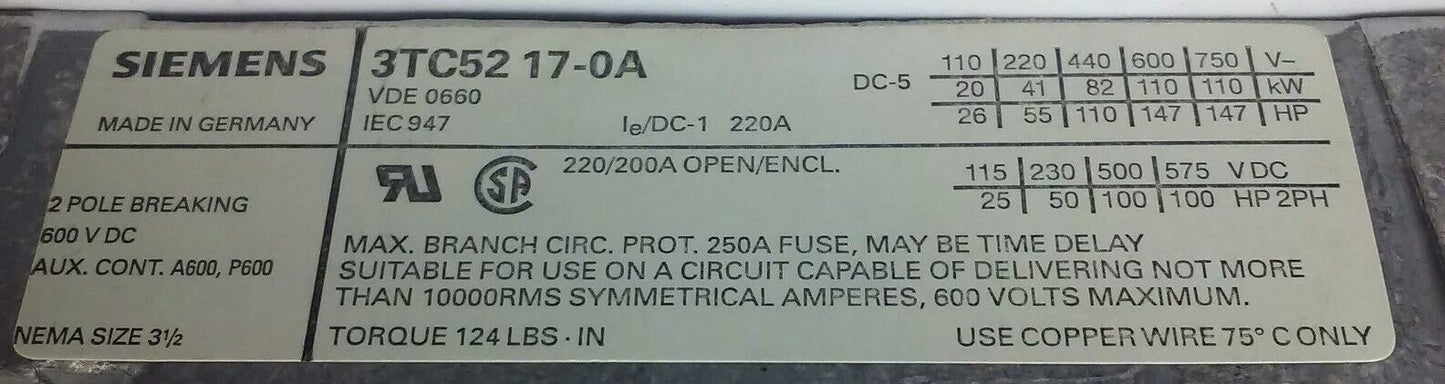 SIEMENS
MADE IN GERMANY
3TC52 17-0A
VDE 0660
IEC 947
Ie/DC-1 220A
DC-5
110 220 440 600 750 V–
20 41 82 110 110 kW
26 55 110 147 147 HP
2 POLE BREAKING
600 V DC
AUX. CONT. A600, P600
NEMA SIZE 3½
RU SA 220/200A OPEN/ENCL.
115 230 500 575 V DC
25 50 100 100 HP 2PH
MAX. BRANCH CIRC. PROT. 250A FUSE, MAY BE TIME DELAY
SUITABLE FOR USE ON A CIRCUIT CAPABLE OF DELIVERING NOT MORE
THAN 10000RMS SYMMETRICAL AMPERES, 600 VOLTS MAXIMUM.
TORQUE 124 LBS · IN
USE COPPER WIRE 75° C ONLY